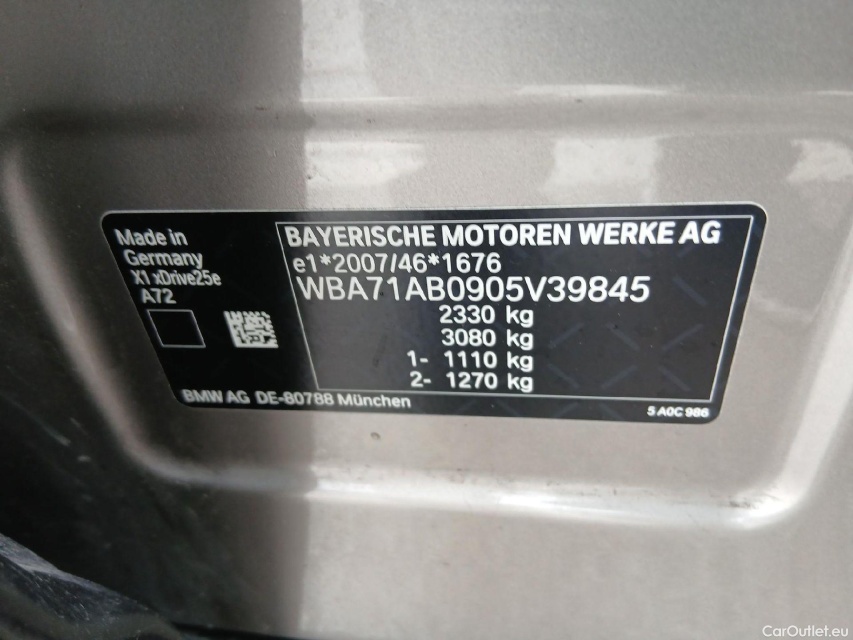 Made in
Germany
X1 xDrive25e
A72
BAYERISCHE MOTOREN WERKE AG
e1*2007/46*1676
WBA71AB0905V39845
2330 kg
3080 kg
1- 1110 kg
2- 1270 kg
BMW AG DE-80788 München
5 A0C 986
CarOutlet.eu